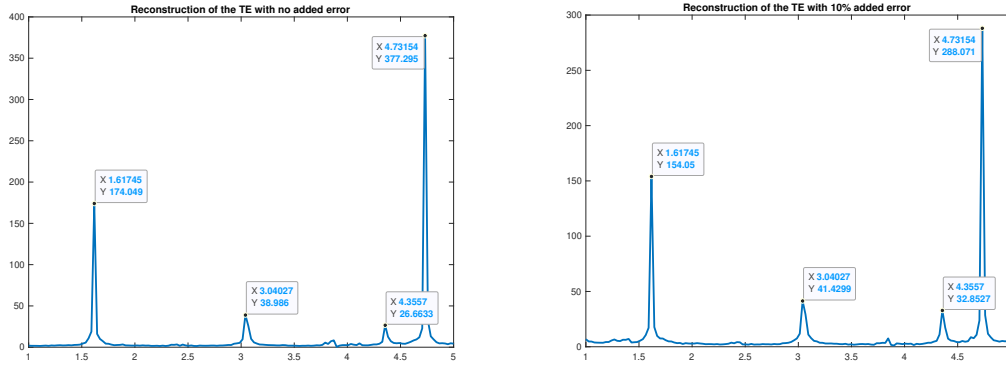 Reconstruction of the TE with no added error
400
350
300
250
200
150
100
50
0
1
1.5
2
2.5
3
3.5
4
4.5
5
X 1.61745
Y 174.049
X 3.04027
Y 38.986
X 4.3557
Y 26.6633
X 4.73154
Y 377.295
Reconstruction of the TE with 10% added error
300
250
200
150
100
50
0
1
1.5
2
2.5
3
3.5
4
4.5
X 1.61745
Y 154.05
X 3.04027
Y 41.4299
X 4.3557
Y 32.8527
X 4.73154
Y 288.071